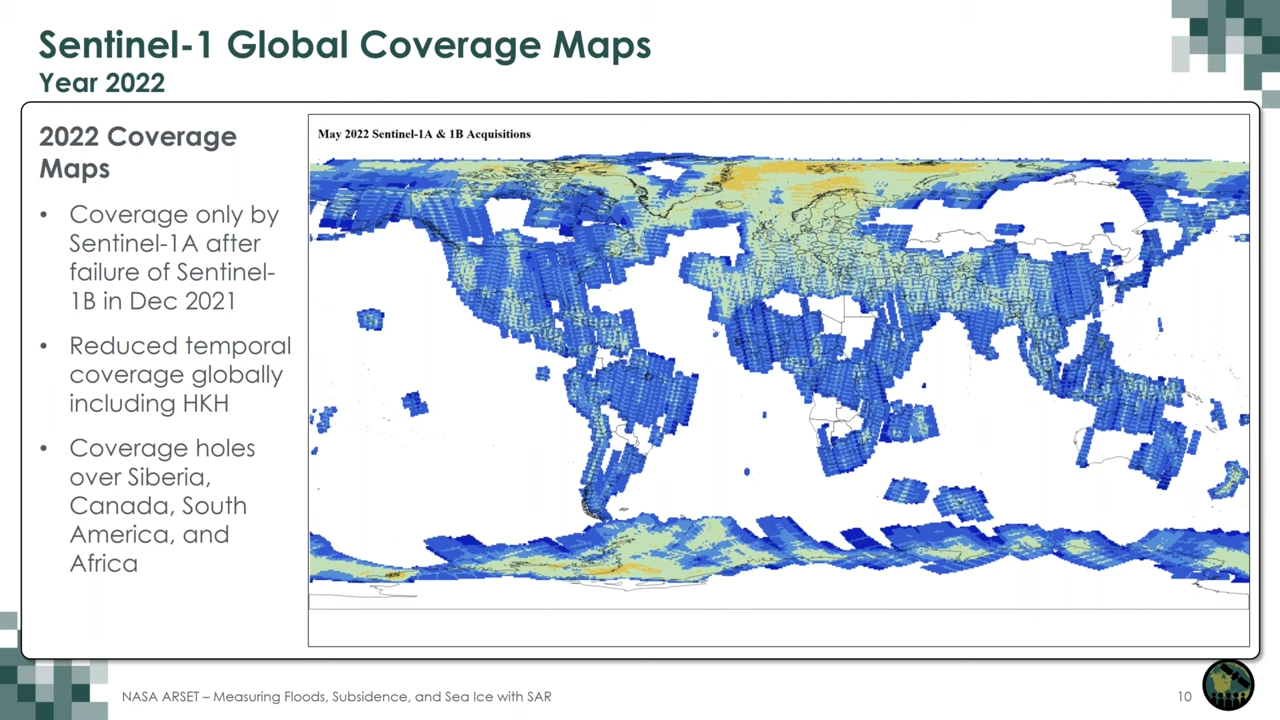 Sentinel-1 Global Coverage Maps
Year 2022
2022 Coverage
Maps
• Coverage only by
Sentinel-1A after
failure of Sentinel-
1B in Dec 2021
• Reduced temporal
coverage globally
including HKH
• Coverage holes
over Siberia,
Canada, South
America, and
Africa
May 2022 Sentinel-1A & 1B Acquisitions
NASA ARSET – Measuring Floods, Subsidence, and Sea Ice with SAR
10